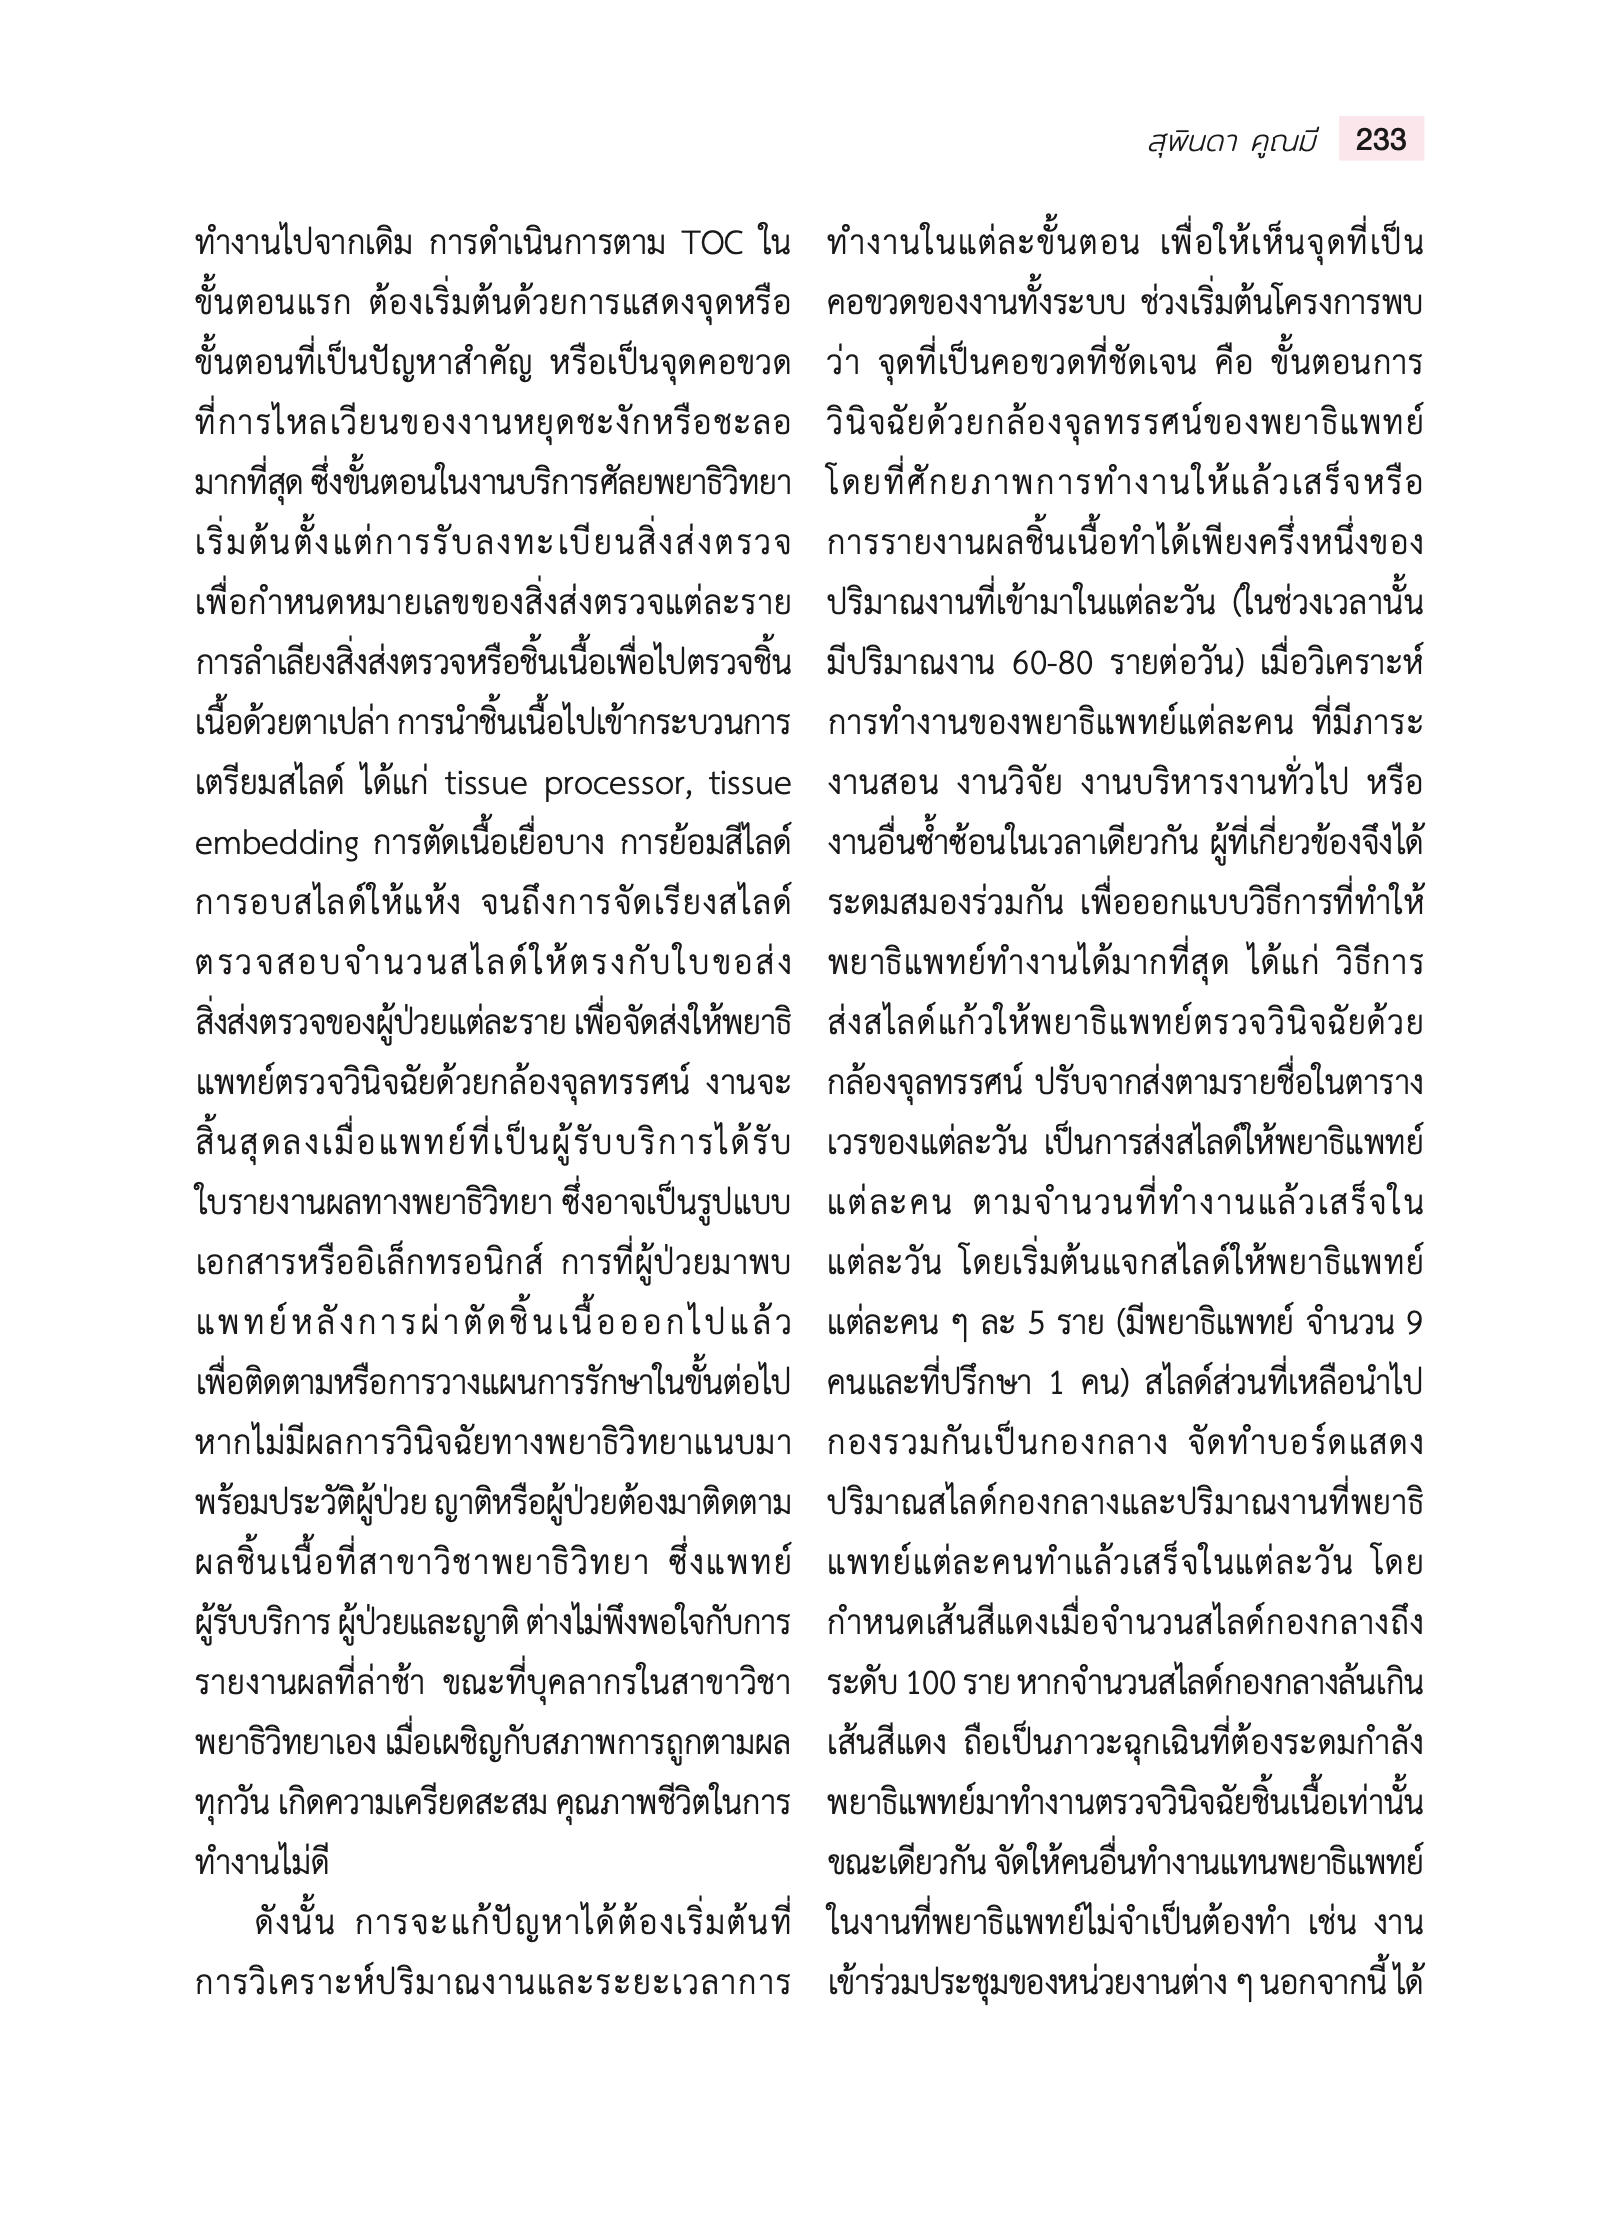 สุพินดา คูณมี 233
ทำงานไปจากเดิม การดำเนินการตาม TOC ใน
ขั้นตอนแรก ต้องเริ่มต้นด้วยการแสดงจุดหรือ
ขั้นตอนที่เป็นปัญหาสำคัญ หรือเป็นจุดคอขวด
ที่การไหลเวียนของงานหยุดชะงักหรือชะลอ
มากที่สุด ซึ่งขั้นตอนในงานบริการศัลยพยาธิวิทยา
เริ่มต้นตั้งแต่การรับลงทะเบียนสิ่งส่งตรวจ
เพื่อกำหนดหมายเลขของสิ่งส่งตรวจแต่ละราย
การลำเลียงสิ่งส่งตรวจหรือชิ้นเนื้อเพื่อไปตรวจชิ้น
เนื้อด้วยตาเปล่า การนำชิ้นเนื้อไปเข้ากระบวนการ
เตรียมสไลด์ ได้แก่ tissue processor, tissue
embedding การตัดเนื้อเยื่อบาง การย้อมสีไลด์
การอบสไลด์ให้แห้ง จนถึงการจัดเรียงสไลด์
ตรวจสอบจำนวนสไลด์ให้ตรงกับใบขอส่ง
สิ่งส่งตรวจของผู้ป่วยแต่ละราย เพื่อจัดส่งให้พยาธิ
แพทย์ตรวจวินิจฉัยด้วยกล้องจุลทรรศน์ งานจะ
สิ้นสุดลงเมื่อแพทย์ที่เป็นผู้รับบริการได้รับ
ใบรายงานผลทางพยาธิวิทยา ซึ่งอาจเป็นรูปแบบ
เอกสารหรืออิเล็กทรอนิกส์ การที่ผู้ป่วยมาพบ
แพทย์หลังการผ่าตัดชิ้นเนื้อออกไปแล้ว
เพื่อติดตามหรือการวางแผนการรักษาในขั้นต่อไป
หากไม่มีผลการวินิจฉัยทางพยาธิวิทยาแนบมา
พร้อมประวัติผู้ป่วย ญาติหรือผู้ป่วยต้องมาติดตาม
ผลชิ้นเนื้อที่สาขาวิชาพยาธิวิทยา ซึ่งแพทย์
ผู้รับบริการ ผู้ป่วยและญาติ ต่างไม่พึงพอใจกับการ
รายงานผลที่ล่าช้า ขณะที่บุคลากรในสาขาวิชา
พยาธิวิทยาเอง เมื่อเผชิญกับสภาพการถูกตามผล
ทุกวัน เกิดความเครียดสะสม คุณภาพชีวิตในการ
ทำงานไม่ดี
ดังนั้น การจะแก้ปัญหาได้ต้องเริ่มต้นที่
การวิเคราะห์ปริมาณงานและระยะเวลาการ
ทำงานในแต่ละขั้นตอน เพื่อให้เห็นจุดที่เป็น
คอขวดของงานทั้งระบบ ช่วงเริ่มต้นโครงการพบ
ว่า จุดที่เป็นคอขวดที่ชัดเจน คือ ขั้นตอนการ
วินิจฉัยด้วยกล้องจุลทรรศน์ของพยาธิแพทย์
โดยที่ศักยภาพการทำงานให้แล้วเสร็จหรือ
การรายงานผลชิ้นเนื้อทำได้เพียงครึ่งหนึ่งของ
ปริมาณงานที่เข้ามาในแต่ละวัน (ในช่วงเวลานั้น
มีปริมาณงาน 60-80 รายต่อวัน) เมื่อวิเคราะห์
การทำงานของพยาธิแพทย์แต่ละคน ที่มีภาระ
งานสอน งานวิจัย งานบริหารงานทั่วไป หรือ
งานอื่นซ้ำซ้อนในเวลาเดียวกัน ผู้ที่เกี่ยวข้องจึงได้
ระดมสมองร่วมกัน เพื่อออกแบบวิธีการที่ทำให้
พยาธิแพทย์ทำงานได้มากที่สุด ได้แก่ วิธีการ
ส่งสไลด์แก้วให้พยาธิแพทย์ตรวจวินิจฉัยด้วย
กล้องจุลทรรศน์ ปรับจากส่งตามรายชื่อในตาราง
เวรของแต่ละวัน เป็นการส่งสไลด์ให้พยาธิแพทย์
แต่ละคน ตามจำนวนที่ทำงานแล้วเสร็จใน
แต่ละวัน โดยเริ่มต้นแจกสไลด์ให้พยาธิแพทย์
แต่ละคน ๆ ละ 5 ราย (มีพยาธิแพทย์ จำนวน 9
คนและที่ปรึกษา 1 คน) สไลด์ส่วนที่เหลือนำไป
กองรวมกันเป็นกองกลาง จัดทำบอร์ดแสดง
ปริมาณสไลด์กองกลางและปริมาณงานที่พยาธิ
แพทย์แต่ละคนทำแล้วเสร็จในแต่ละวัน โดย
กำหนดเส้นสีแดงเมื่อจำนวนสไลด์กองกลางถึง
ระดับ 100 ราย หากจำนวนสไลด์กองกลางล้นเกิน
เส้นสีแดง ถือเป็นภาวะฉุกเฉินที่ต้องระดมกำลัง
พยาธิแพทย์มาทำงานตรวจวินิจฉัยชิ้นเนื้อเท่านั้น
ขณะเดียวกัน จัดให้คนอื่นทำงานแทนพยาธิแพทย์
ในงานที่พยาธิแพทย์ไม่จำเป็นต้องทำ เช่น งาน
เข้าร่วมประชุมของหน่วยงานต่าง ๆ นอกจากนี้ ได้